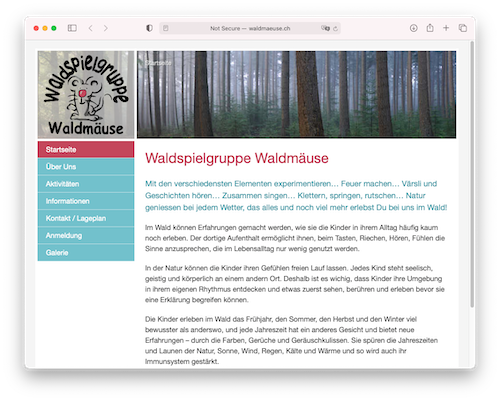 Not Secure — waldmaeuse.ch
Waldspielgruppe
Waldmäuse
Startseite
Startseite
Über Uns
Aktivitäten
Informationen
Kontakt / Lageplan
Anmeldung
Galerie
Waldspielgruppe Waldmäuse
Mit den verschiedensten Elementen experimentieren… Feuer machen… Värsli und
Geschichten hören… Zusammen singen… Klettern, springen, rutschen… Natur
geniessen bei jedem Wetter, das alles und noch viel mehr erlebst Du bei uns im Wald!
Im Wald können Erfahrungen gemacht werden, wie sie die Kinder in ihrem Alltag häufig kaum
noch erleben. Der dortige Aufenthalt ermöglicht ihnen, beim Tasten, Riechen, Hören, Fühlen die
Sinne anzusprechen, die im Lebensalltag nur wenig genutzt werden.
In der Natur können die Kinder ihren Gefühlen freien Lauf lassen. Jedes Kind steht seelisch,
geistig und körperlich an einem andern Ort. Deshalb ist es wichtig, dass Kinder ihre Umgebung
in ihrem eigenen Rhythmus entdecken und etwas zuerst sehen, berühren und erleben bevor sie
eine Erklärung begreifen können.
Die Kinder erleben im Wald das Frühjahr, den Sommer, den Herbst und den Winter viel
bewusster als anderswo, und jede Jahreszeit hat ein anderes Gesicht und bietet neue
Erfahrungen – durch die Farben, Gerüche und Geräuschkulissen. Sie spüren die Jahreszeiten
und Launen der Natur, Sonne, Wind, Regen, Kälte und Wärme und so wird auch ihr
Immunsystem gestärkt.